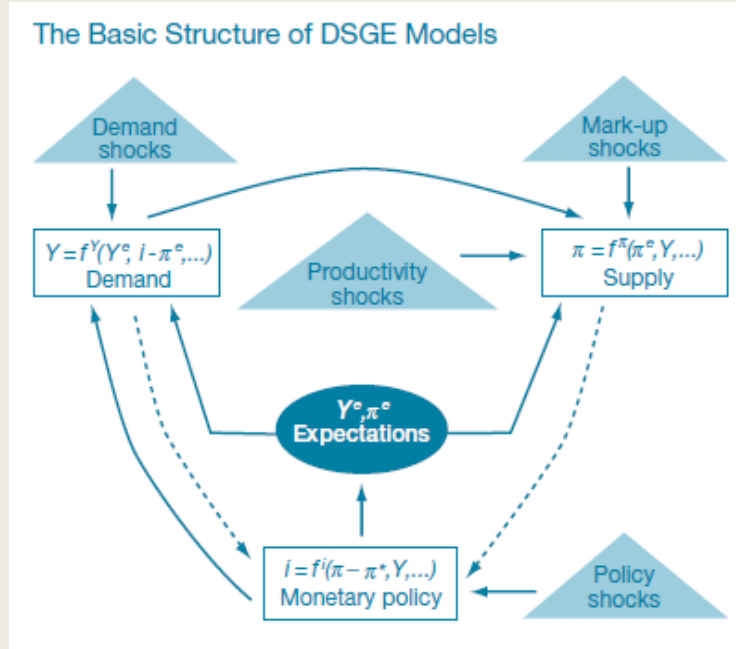 The Basic Structure of DSGE Models
Demand
shocks
Mark-up
shocks
Y = f^Y(Y^e, i - π^e,...)
Demand
Productivity
shocks
π = f^π(π^e, Y,...)
Supply
Y^e, π^e
Expectations
i = f^i(π - π*, Y,...)
Monetary policy
Policy
shocks